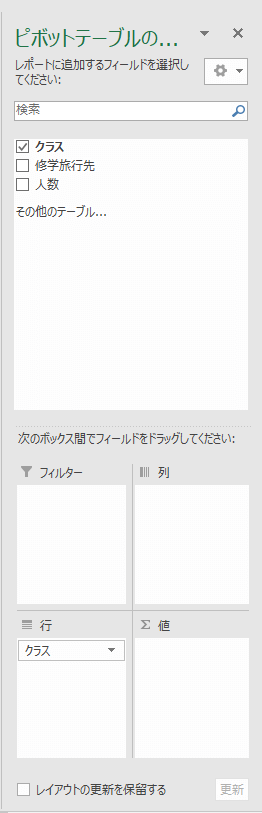 ピボットテーブルの...
レポートに追加するフィールドを選択し
てください:
検索
クラス
修学旅行先
人数
その他のテーブル...
次のボックス間でフィールドをドラッグしてください:
フィルター
列
行
Σ 値
クラス
レイアウトの更新を保留する
更新